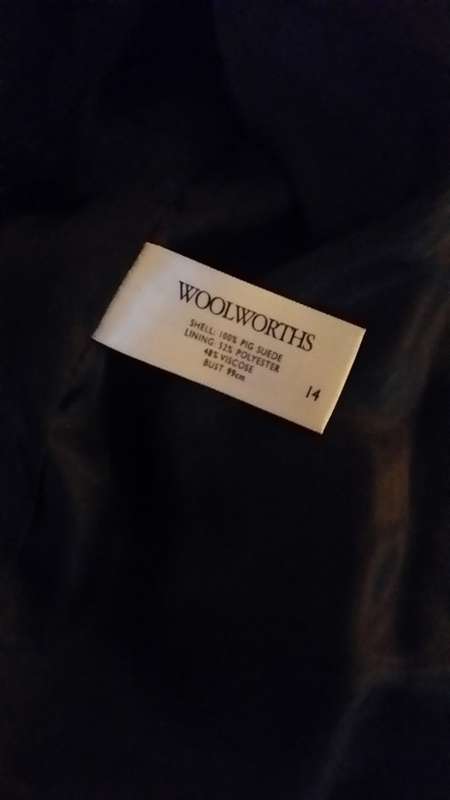 WOOLWORTHS
SHELL: 100% PIG SUEDE
LINING: 52% POLYESTER
48% VISCOSE
BUST 99cm
14